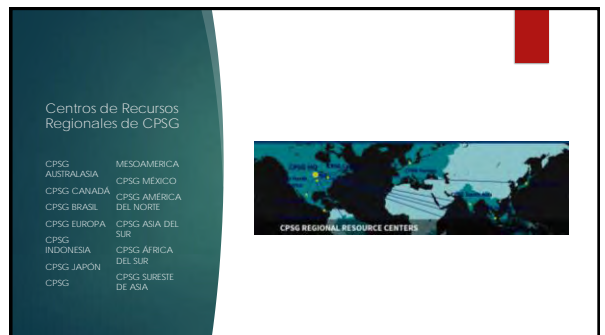 Centros de Recursos
Regionales de CPSG
CPSG
AUSTRALASIA
CPSG CANADÁ
CPSG BRASIL
CPSG EUROPA
CPSG
INDONESIA
CPSG JAPÓN
CPSG
MESOAMERICA
CPSG MÉXICO
CPSG AMÉRICA
DEL NORTE
CPSG ASIA DEL
SUR
CPSG ÁFRICA
DEL SUR
CPSG SURESTE
DE ASIA
CPSG HQ
CPSG REGIONAL RESOURCE CENTERS